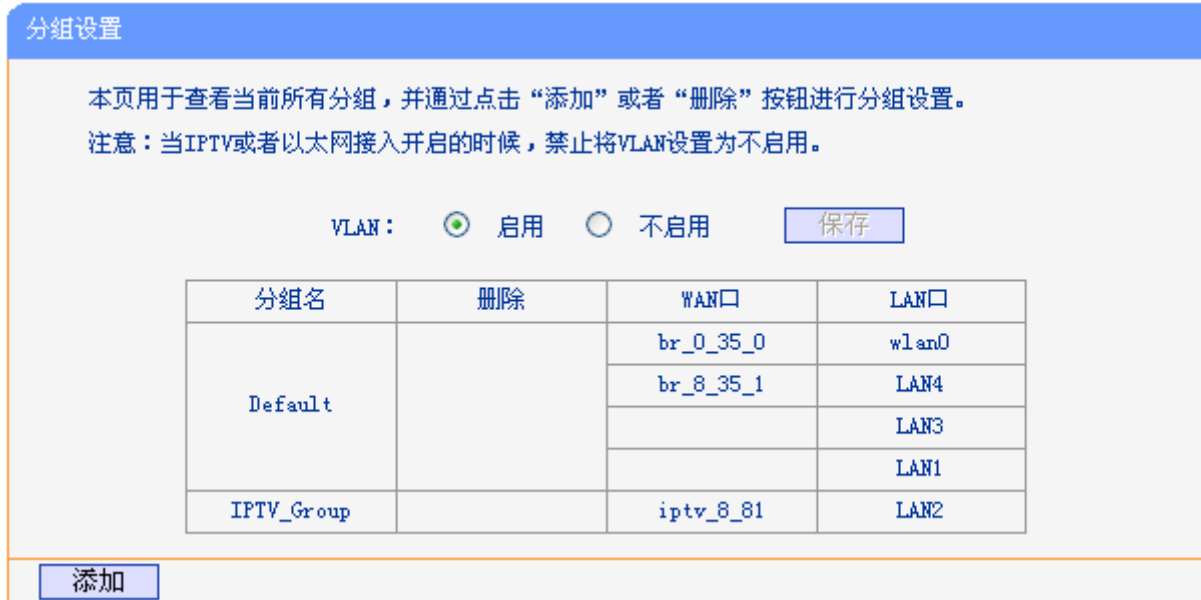 分组设置
本页用于查看当前所有分组，并通过点击“添加”或者“删除”按钮进行分组设置。
注意：当IPTV或者以太网接入开启的时候，禁止将VLAN设置为不启用。
VLAN： 启用 不启用 保存
分组名 删除 WAN口 LAN口
br_0_35_0 wlan0
br_8_35_1 LAN4
Default
LAN3
LAN1
IPTV_Group iptv_8_81 LAN2
添加